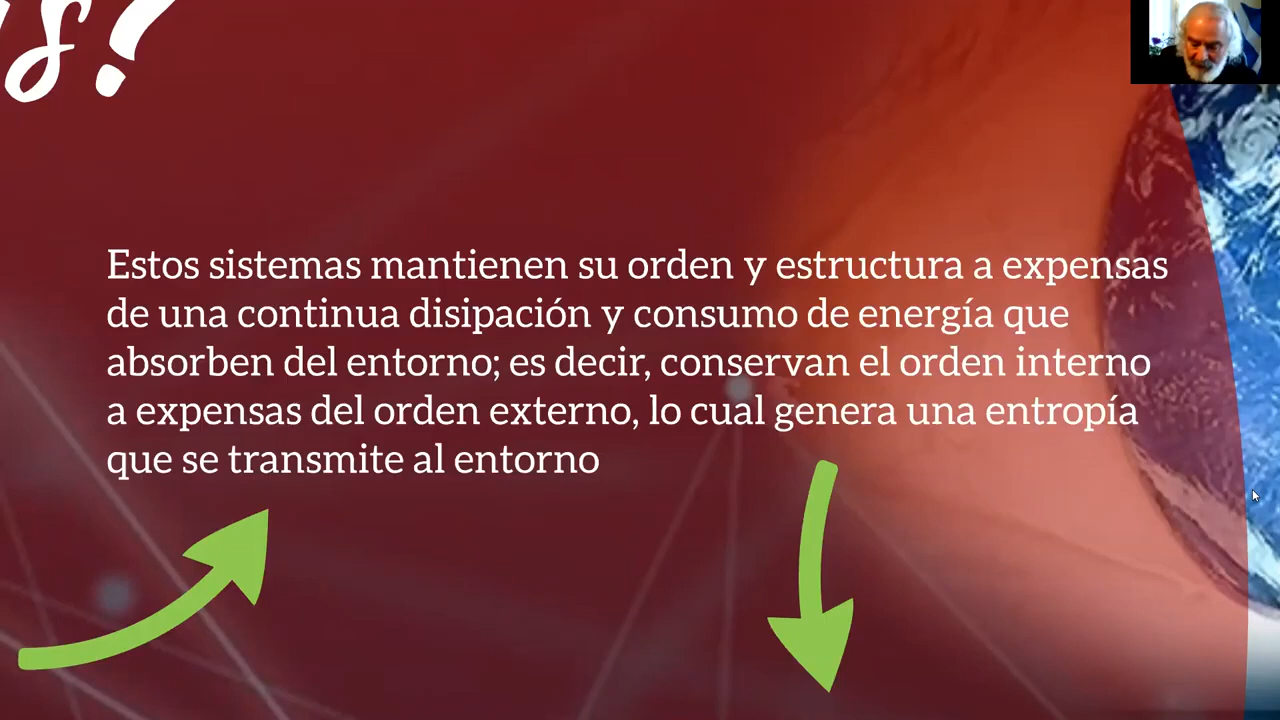 Estos sistemas mantienen su orden y estructura a expensas
de una continua disipación y consumo de energía que
absorben del entorno; es decir, conservan el orden interno
a expensas del orden externo, lo cual genera una entropía
que se transmite al entorno